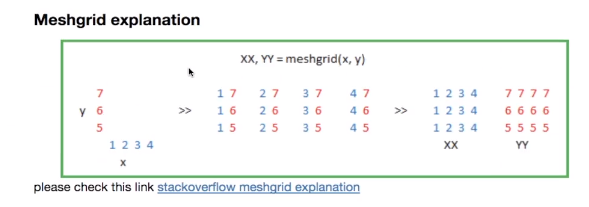 Meshgrid explanation
XX, YY = meshgrid(x, y)
7 1 7 2 7 3 7 4 7 1 2 3 4 7 7 7 7
y 6 >> 1 6 2 6 3 6 4 6 >> 1 2 3 4 6 6 6 6
5 1 5 2 5 3 5 4 5 1 2 3 4 5 5 5 5
1 2 3 4 XX YY
x
please check this link stackoverflow meshgrid explanation